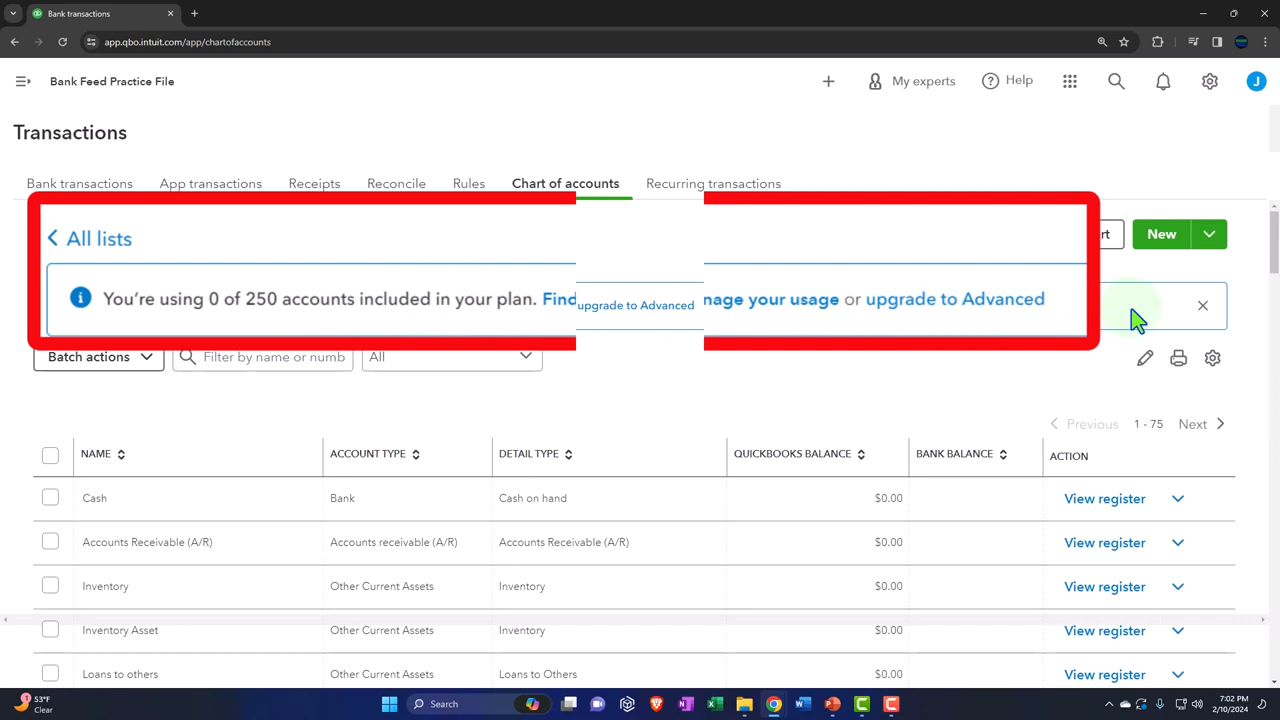 Bank transactions
app.qbo.intuit.com/app/chartofaccounts
Bank Feed Practice File
My experts
Help
J
Transactions
Bank transactions App transactions Receipts Reconcile Rules Chart of accounts Recurring transactions
All lists
rt
New
You're using 0 of 250 accounts included in your plan. Find
upgrade to Advanced
nage your usage or upgrade to Advanced
Batch actions
Filter by name or numb
All
Previous 1 - 75 Next
NAME ACCOUNT TYPE DETAIL TYPE QUICKBOOKS BALANCE BANK BALANCE ACTION
Cash Bank Cash on hand $0.00 View register
Accounts Receivable (A/R) Accounts receivable (A/R) Accounts Receivable (A/R) $0.00 View register
Inventory Other Current Assets Inventory $0.00 View register
Inventory Asset Other Current Assets Inventory $0.00 View register
Loans to others Other Current Assets Loans to Others $0.00 View register
1
53°F
Clear
Search
7:02 PM
2/10/2024